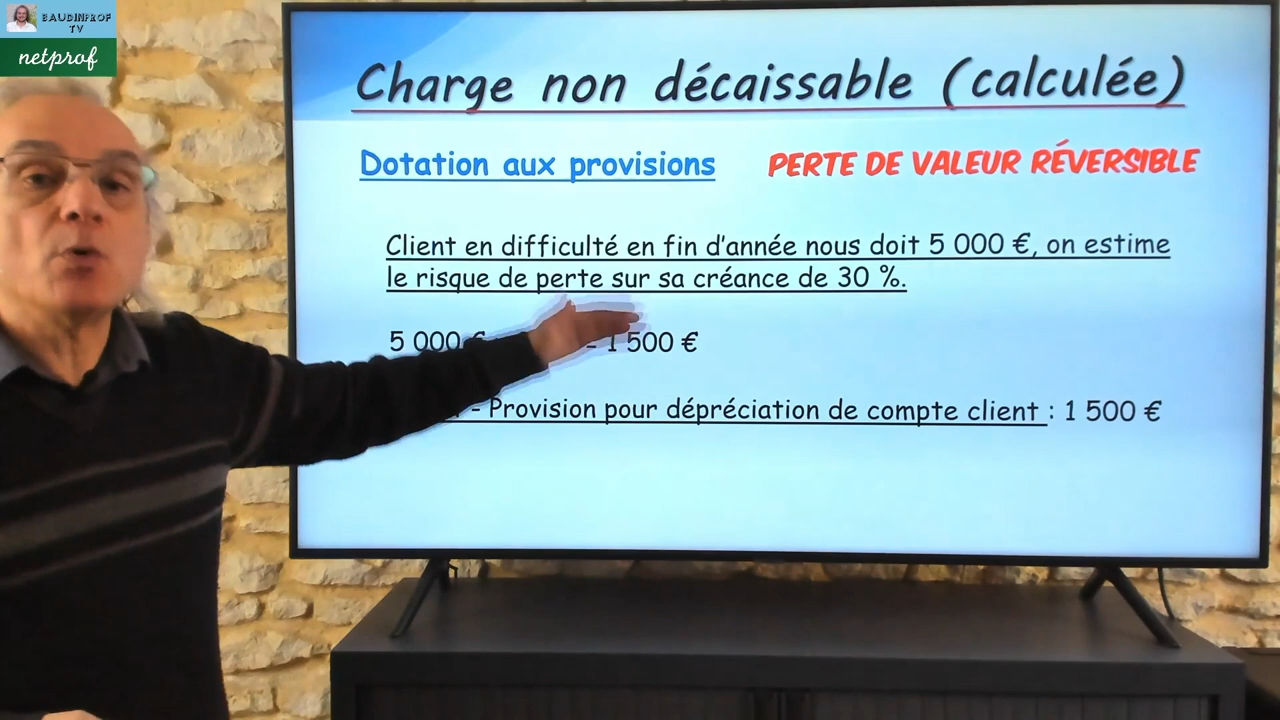 BAUDINPROF
TV
netprof
Charge non décaissable (calculée)
Dotation aux provisions PERTE DE VALEUR RÉVERSIBLE
Client en difficulté en fin d'année nous doit 5 000 €, on estime
le risque de perte sur sa créance de 30 %.
5 000 € 1 500 €
- Provision pour dépréciation de compte client : 1 500 €